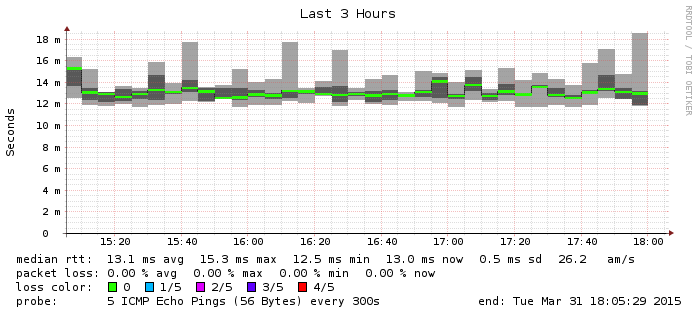 Last 3 Hours
RRDTOOL / TOBI OETIKER
Seconds
18 m
16 m
14 m
12 m
10 m
8 m
6 m
4 m
2 m
0
15:20 15:40 16:00 16:20 16:40 17:00 17:20 17:40 18:00
median rtt: 13.1 ms avg 15.3 ms max 12.5 ms min 13.0 ms now 0.5 ms sd 26.2 am/s
packet loss: 0.00 % avg 0.00 % max 0.00 % min 0.00 % now
loss color: 0 1/5 2/5 3/5 4/5
probe: 5 ICMP Echo Pings (56 Bytes) every 300s end: Tue Mar 31 18:05:29 2015